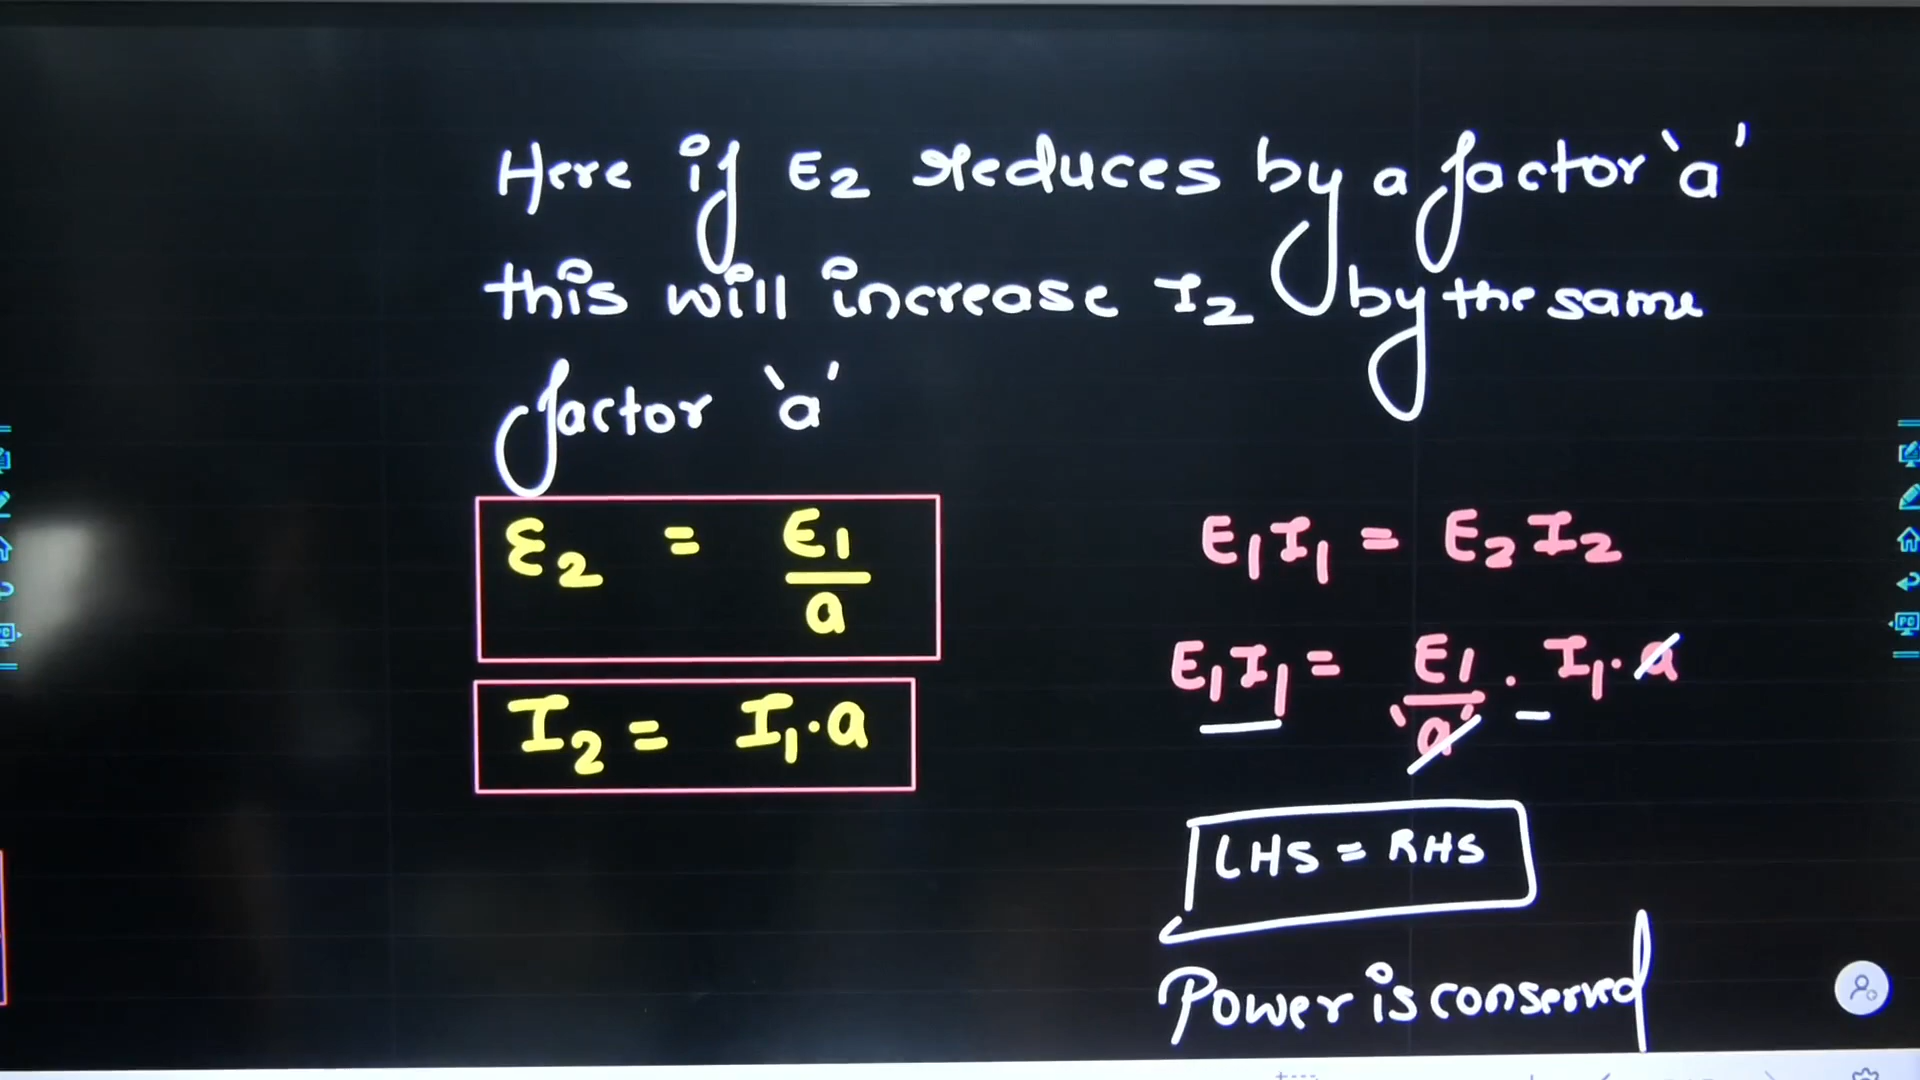 Here if E2 reduces by a factor 'a'
this will increase I2 by the same
factor 'a'
E2 = E1/a
I2 = I1·a
E1I1 = E2I2
E1I1 = E1/'a' · I1·a
LHS = RHS
Power is conserved